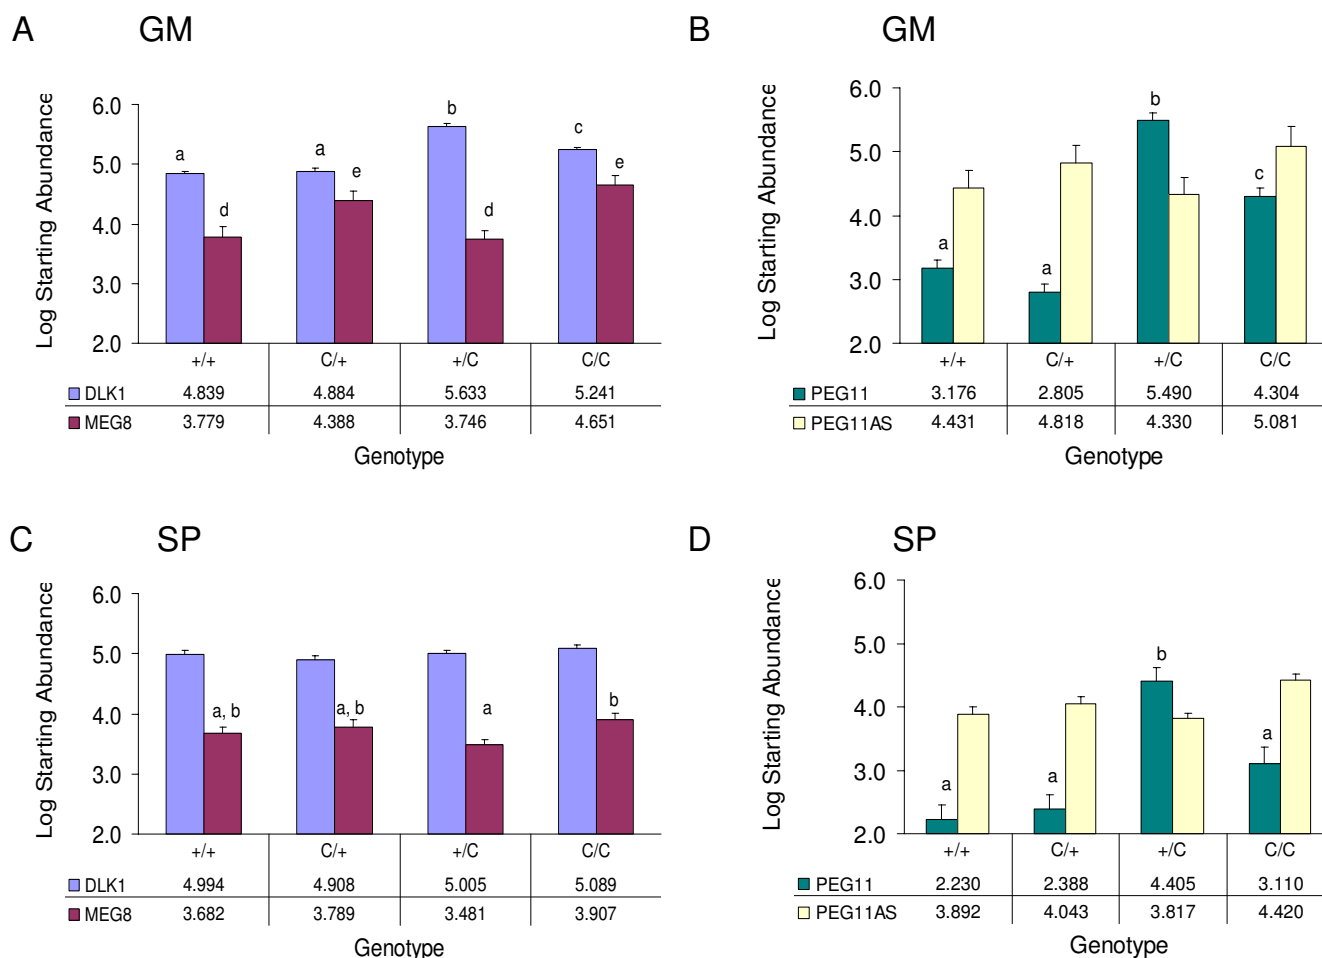 A GM
Log Starting Abundance
6.0
5.0
4.0
3.0
2.0
a d a e b d c e
+/+ C/+ +/C C/C
DLK1 4.839 4.884 5.633 5.241
MEG8 3.779 4.388 3.746 4.651
Genotype
B GM
Log Starting Abundance
6.0
5.0
4.0
3.0
2.0
a a b c
+/+ C/+ +/C C/C
PEG11 3.176 2.805 5.490 4.304
PEG11AS 4.431 4.818 4.330 5.081
Genotype
C SP
Log Starting Abundance
6.0
5.0
4.0
3.0
2.0
a, b a, b a b
+/+ C/+ +/C C/C
DLK1 4.994 4.908 5.005 5.089
MEG8 3.682 3.789 3.481 3.907
Genotype
D SP
Log Starting Abundance
6.0
5.0
4.0
3.0
2.0
a a b a
+/+ C/+ +/C C/C
PEG11 2.230 2.388 4.405 3.110
PEG11AS 3.892 4.043 3.817 4.420
Genotype